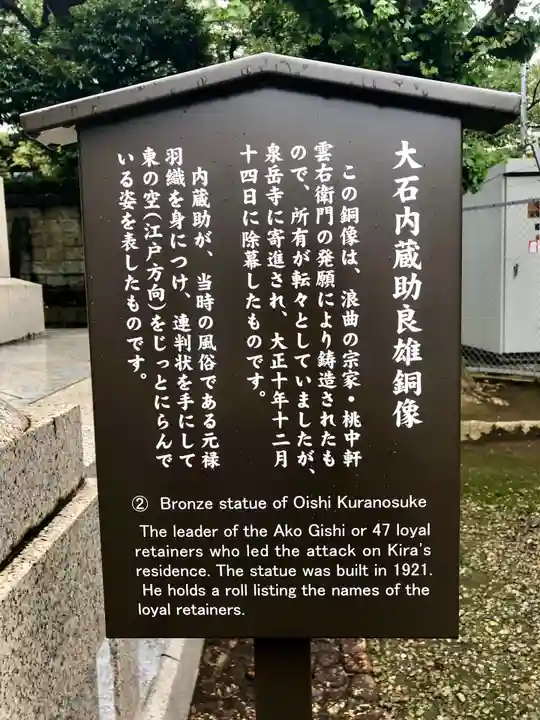 大石内蔵助良雄銅像
この銅像は、浪曲の宗家・桃中軒
雲右衛門の発願により鋳造されたも
ので、所有が転々としていましたが、
泉岳寺に寄進され、大正十年十二月
十四日に除幕したものです。
内蔵助が、当時の風俗である元禄
羽織を身につけ、連判状を手にして
東の空(江戸方向)をじっとにらんで
いる姿を表したものです。
② Bronze statue of Oishi Kuranosuke
The leader of the Ako Gishi or 47 loyal
retainers who led the attack on Kira's
residence. The statue was built in 1921.
He holds a roll listing the names of the
loyal retainers.